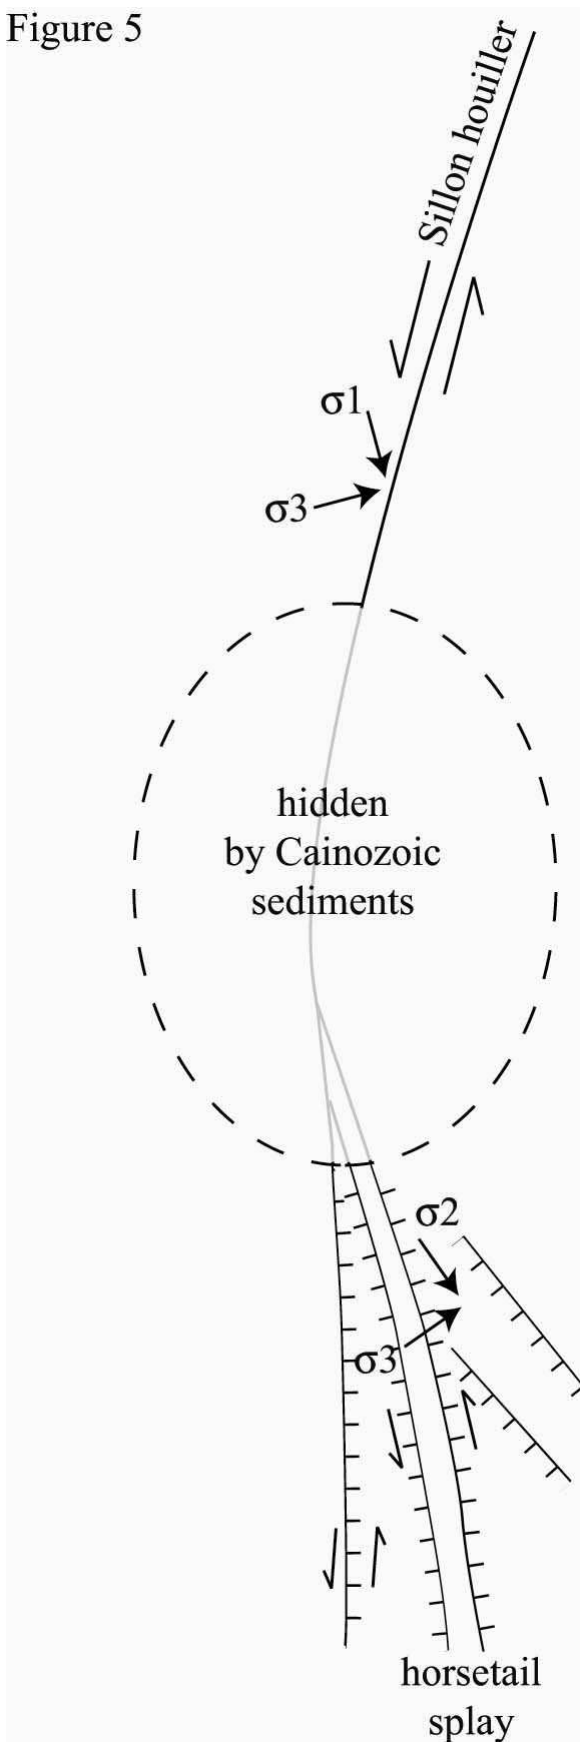 Figure 5
Sillon houiller
σ1
σ3
hidden
by Cainozoic
sediments
σ2
σ3
horsetail
splay